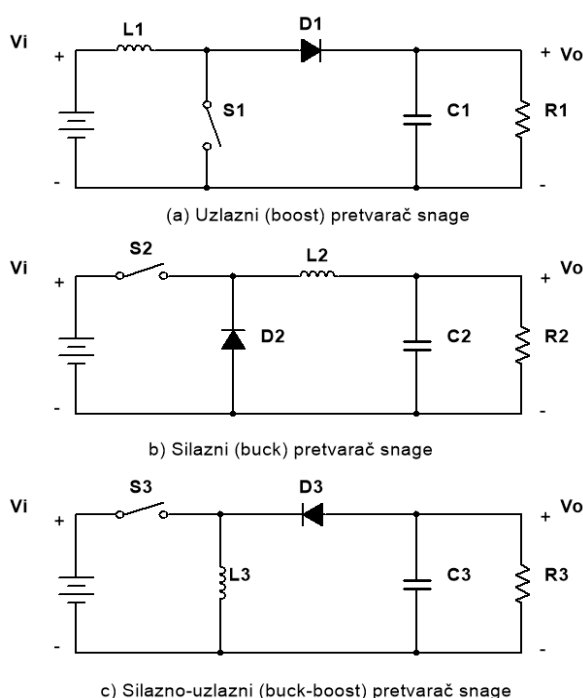 Vi + L1 D1 + Vo
S1 C1 R1
- -
(a) Uzlazni (boost) pretvarač snage
Vi + S2 L2 + Vo
D2 C2 R2
- -
b) Silazni (buck) pretvarač snage
Vi + S3 D3 + Vo
L3 C3 R3
- -
c) Silazno-uzlazni (buck-boost) pretvarač snage